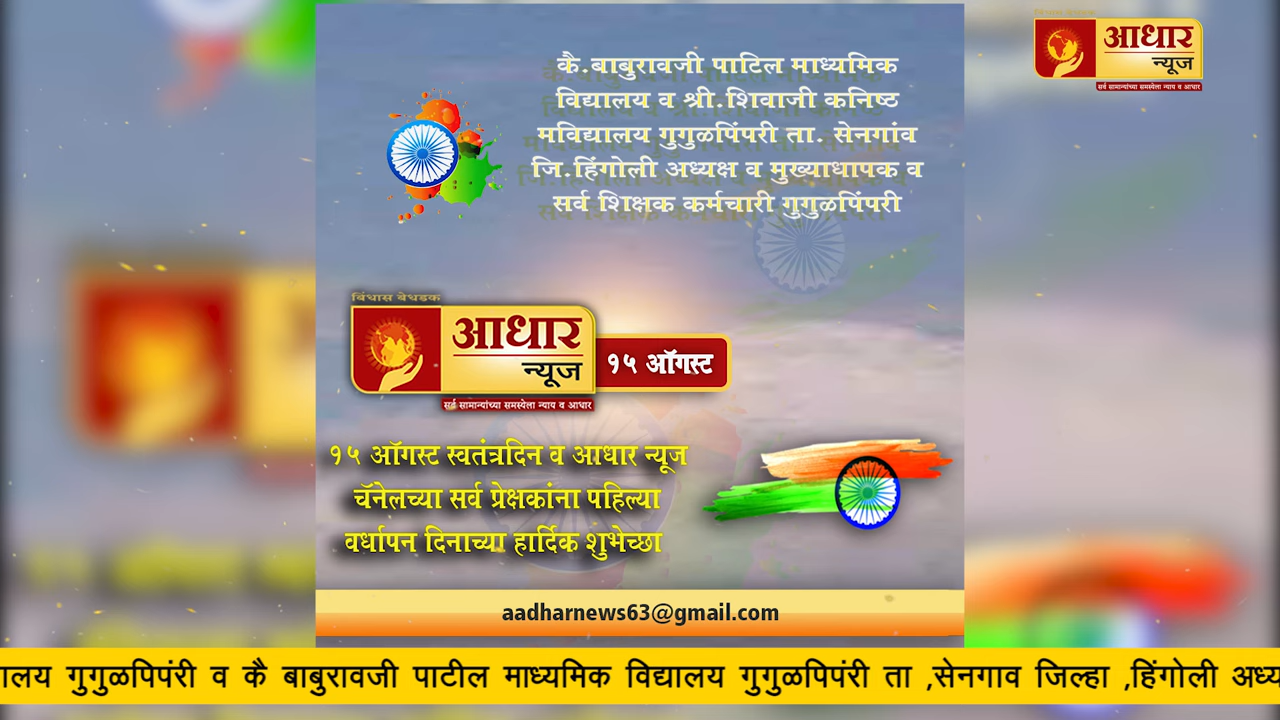 कै.बाबुरावजी पाटिल माध्यमिक
विद्यालय व श्री.शिवाजी कनिष्ट
मविद्यालय गुगुळपिंपरी ता. सेनगांव
जि.हिंगोली अध्यक्ष व मुख्याधापक व
सर्व शिक्षक कर्मचारी गुगुळपिंपरी
आधार
न्यूज
सर्व सामान्यांच्या समस्येला न्याय व आधार
बिंधास बेधडक
आधार
न्यूज
१५ ऑगस्ट
सर्व सामान्यांच्या समस्येला न्याय व आधार
१५ ऑगस्ट स्वतंत्रदिन व आधार न्यूज
चॅनेलच्या सर्व प्रेक्षकांना पहिल्या
वर्धापन दिनाच्या हार्दिक शुभेच्छा
aadharnews63@gmail.com
ालय गुगुळपिपंरी व कै बाबुरावजी पाटील माध्यमिक विद्यालय गुगुळपिपंरी ता ,सेनगाव जिल्हा ,हिंगोली अध्य